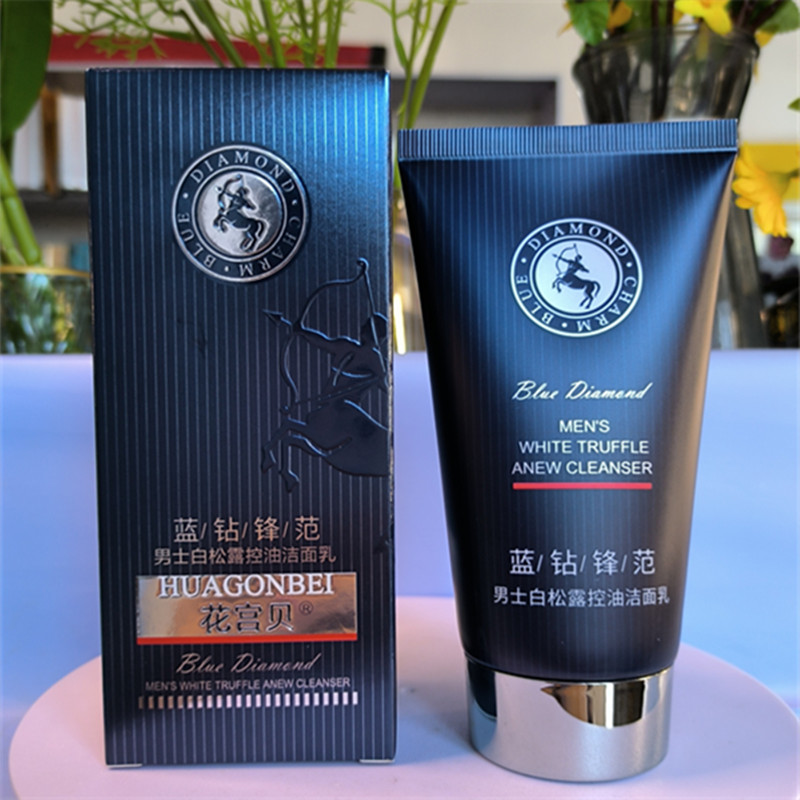 BLUE · DIAMOND · CHARM
蓝/钻/锋/范
男士白松露控油洁面乳
HUAGONBEI
花宫贝®
Blue Diamond
MEN'S WHITE TRUFFLE ANEW CLEANSER
BLUE · DIAMOND · CHARM
Blue Diamond
MEN'S
WHITE TRUFFLE
ANEW CLEANSER
蓝/钻/锋/范
男士白松露控油洁面乳